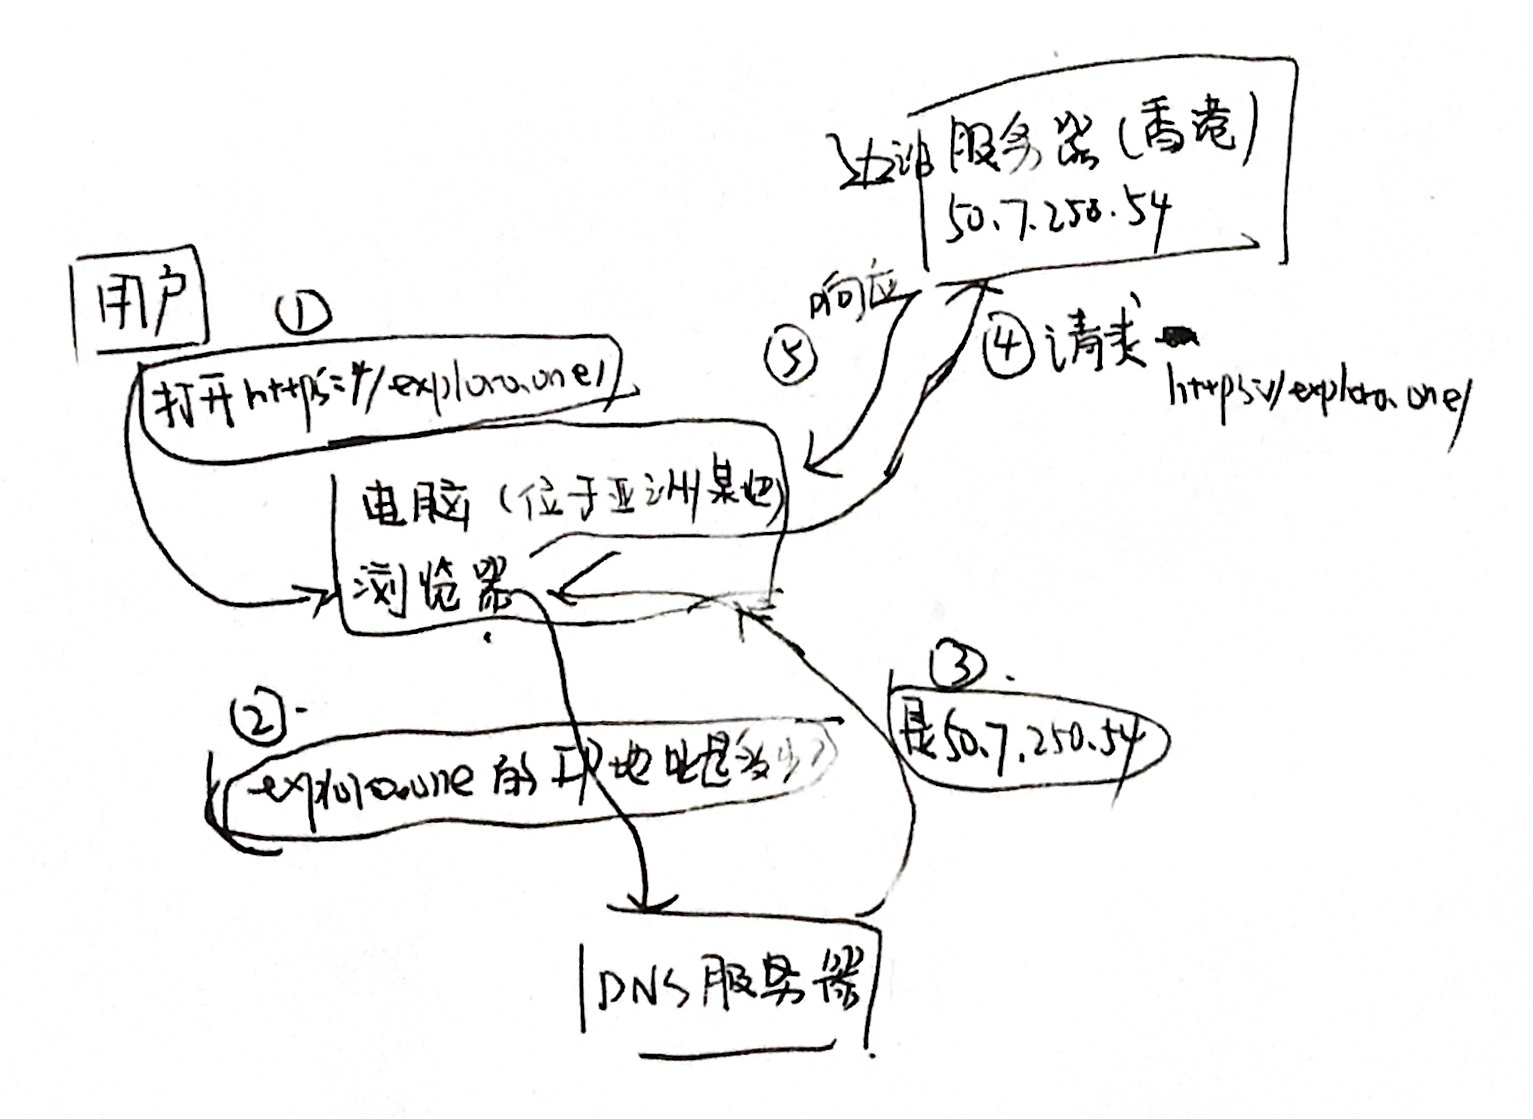 边缘服务器(香港)
50.7.250.54
用户
①
打开https://explora.one/
响应
⑤
④请求
https://explora.one/
电脑(位于亚洲某地)
浏览器
②
explora.one的IP地址是多少?
③
是50.7.250.54
DNS服务器